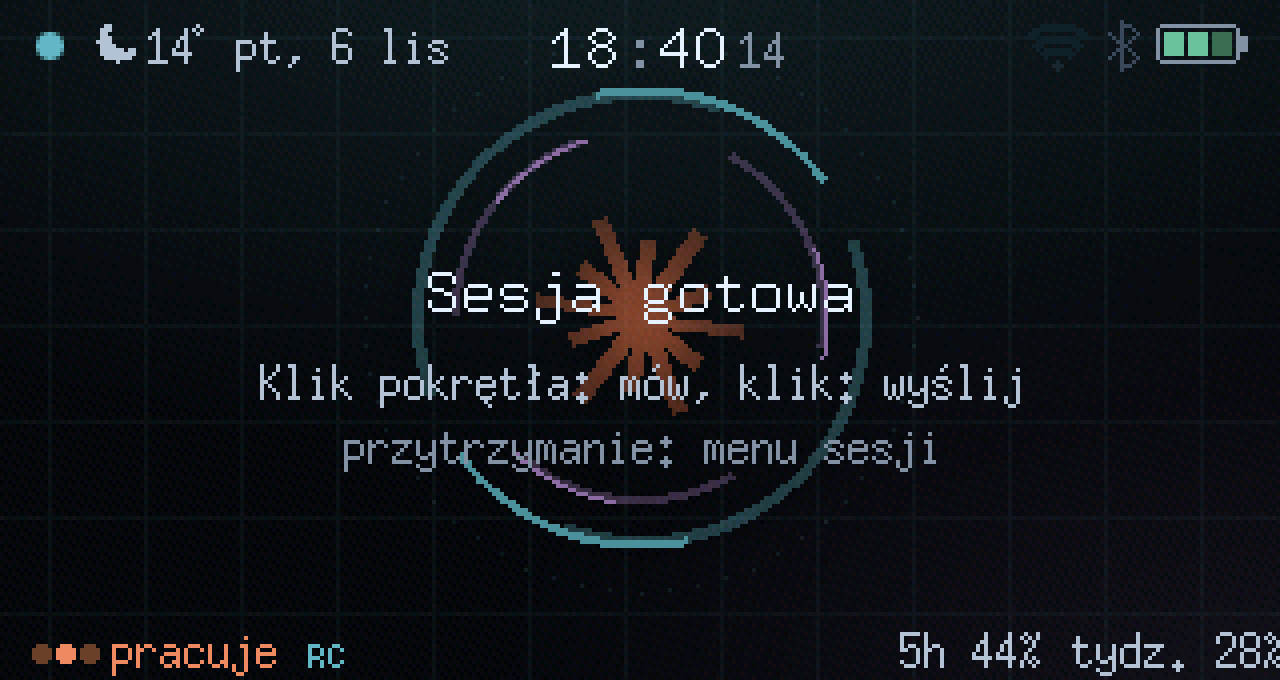 14° pt, 6 lis 18:40 14
Sesja gotowa
Klik pokrętła: mów, klik: wyślij
przytrzymanie: menu sesji
pracuje RC 5h 44% tydz. 28%